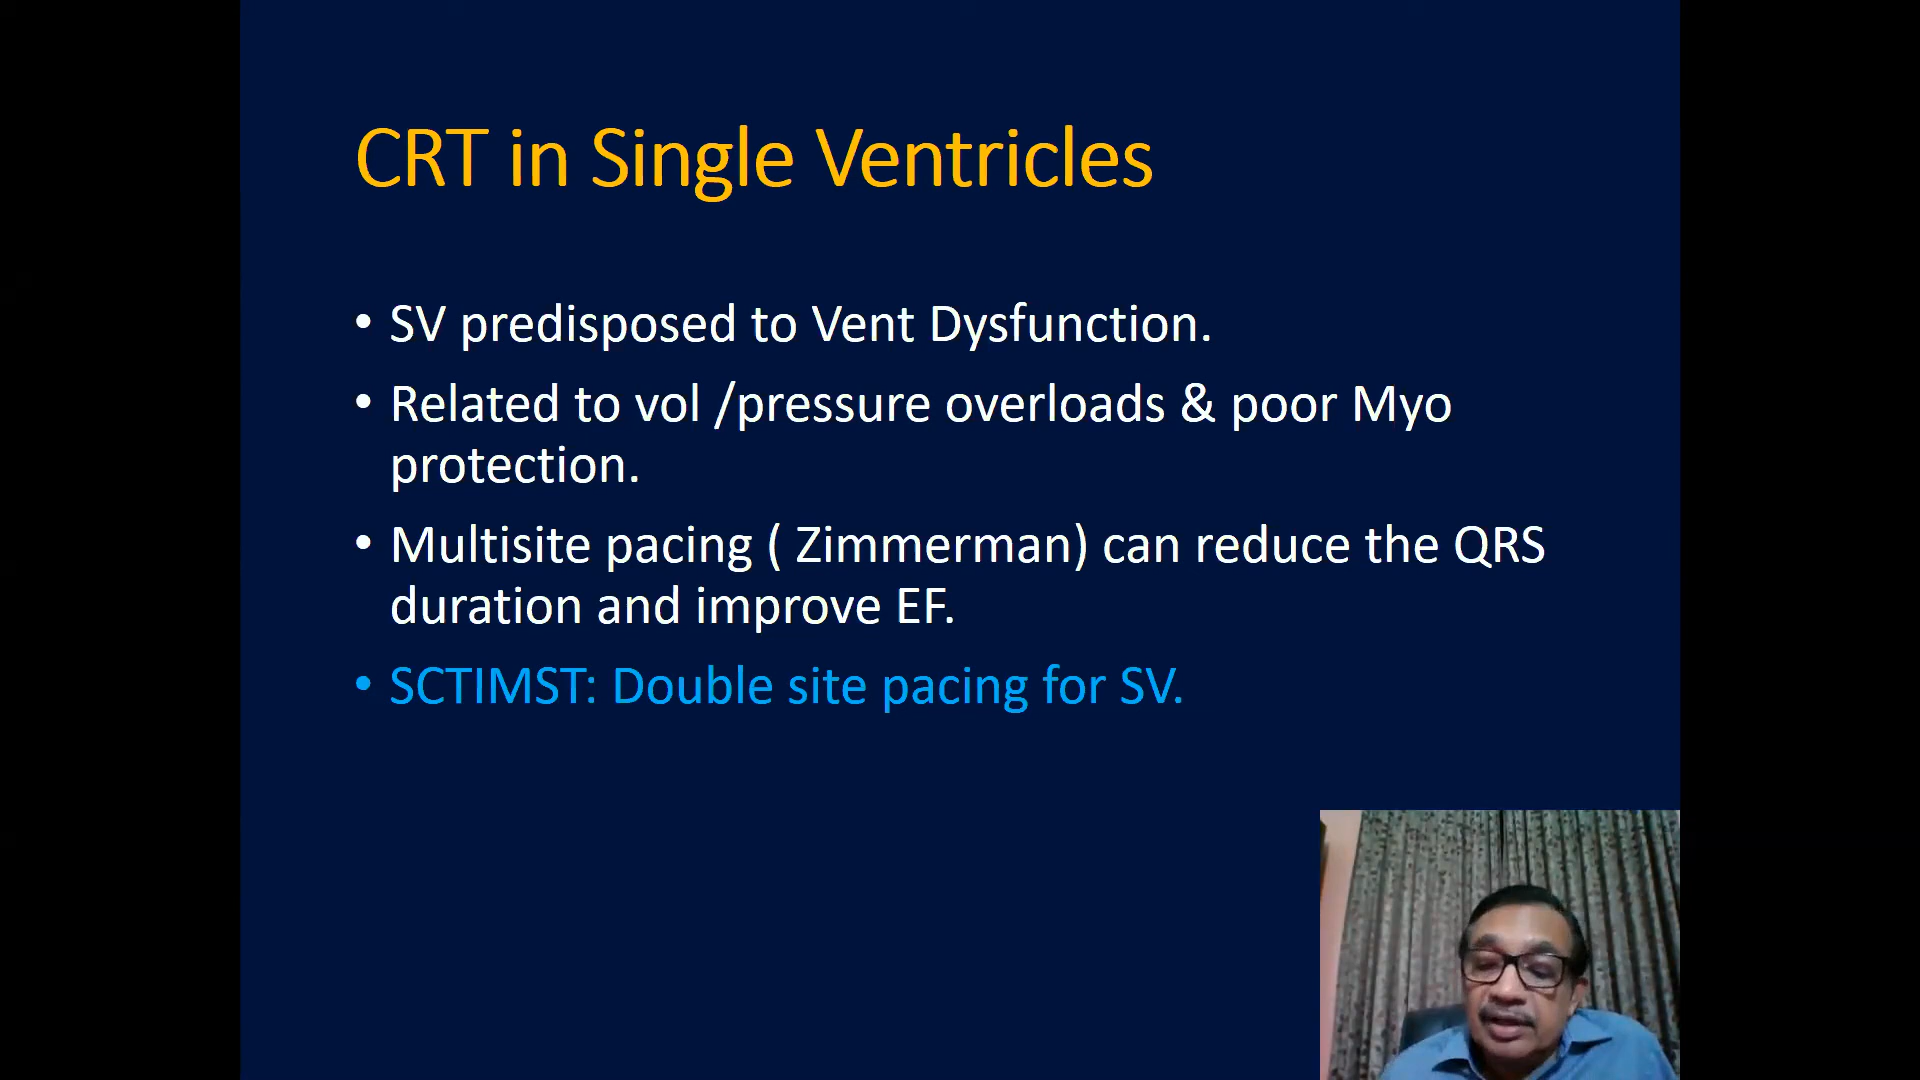 CRT in Single Ventricles
• SV predisposed to Vent Dysfunction.
• Related to vol /pressure overloads & poor Myo
protection.
• Multisite pacing ( Zimmerman) can reduce the QRS
duration and improve EF.
• SCTIMST: Double site pacing for SV.